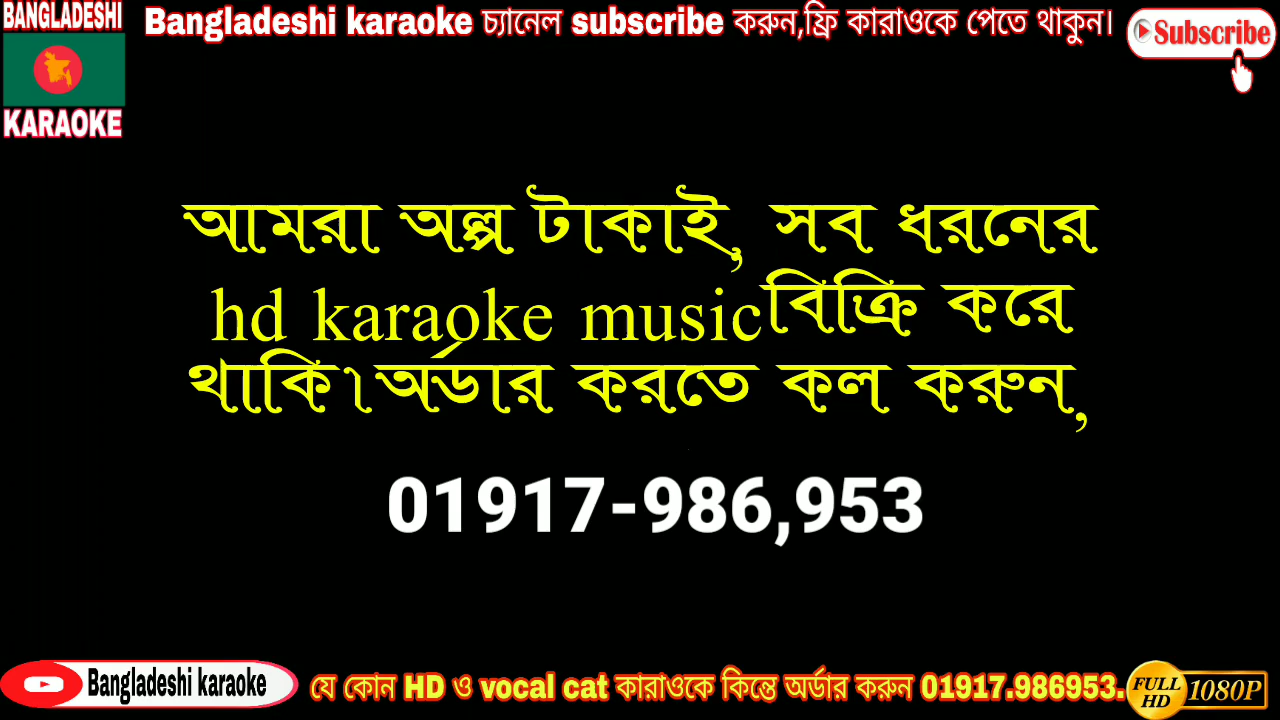 BANGLADESHI
KARAOKE
Bangladeshi karaoke চ্যানেল subscribe করুন,ফ্রি কারাওকে পেতে থাকুন।
Subscribe
আমরা অল্প টাকাই, সব ধরনের
hd karaoke musicবিক্রি করে
থাকি।অর্ডার করতে কল করুন,
01917-986,953
Bangladeshi karaoke
যে কোন HD ও vocal cat কারাওকে কিন্তে অর্ডার করুন 01917.986953.
FULL HD 1080P